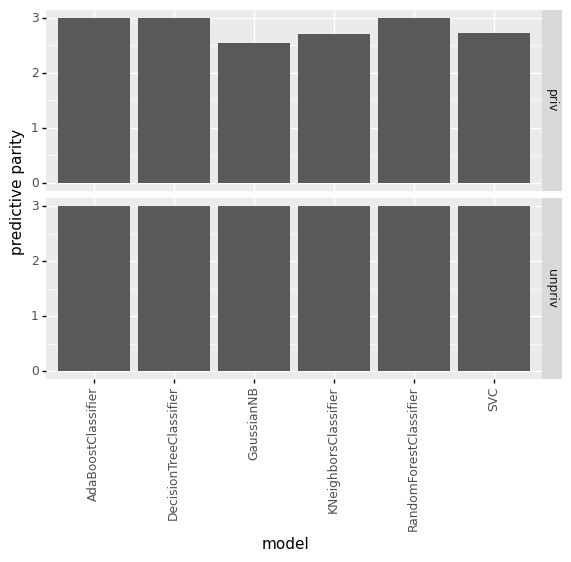 predictive parity
3
2
1
0
priv
3
2
1
0
unpriv
AdaBoostClassifier
DecisionTreeClassifier
GaussianNB
KNeighborsClassifier
RandomForestClassifier
SVC
model